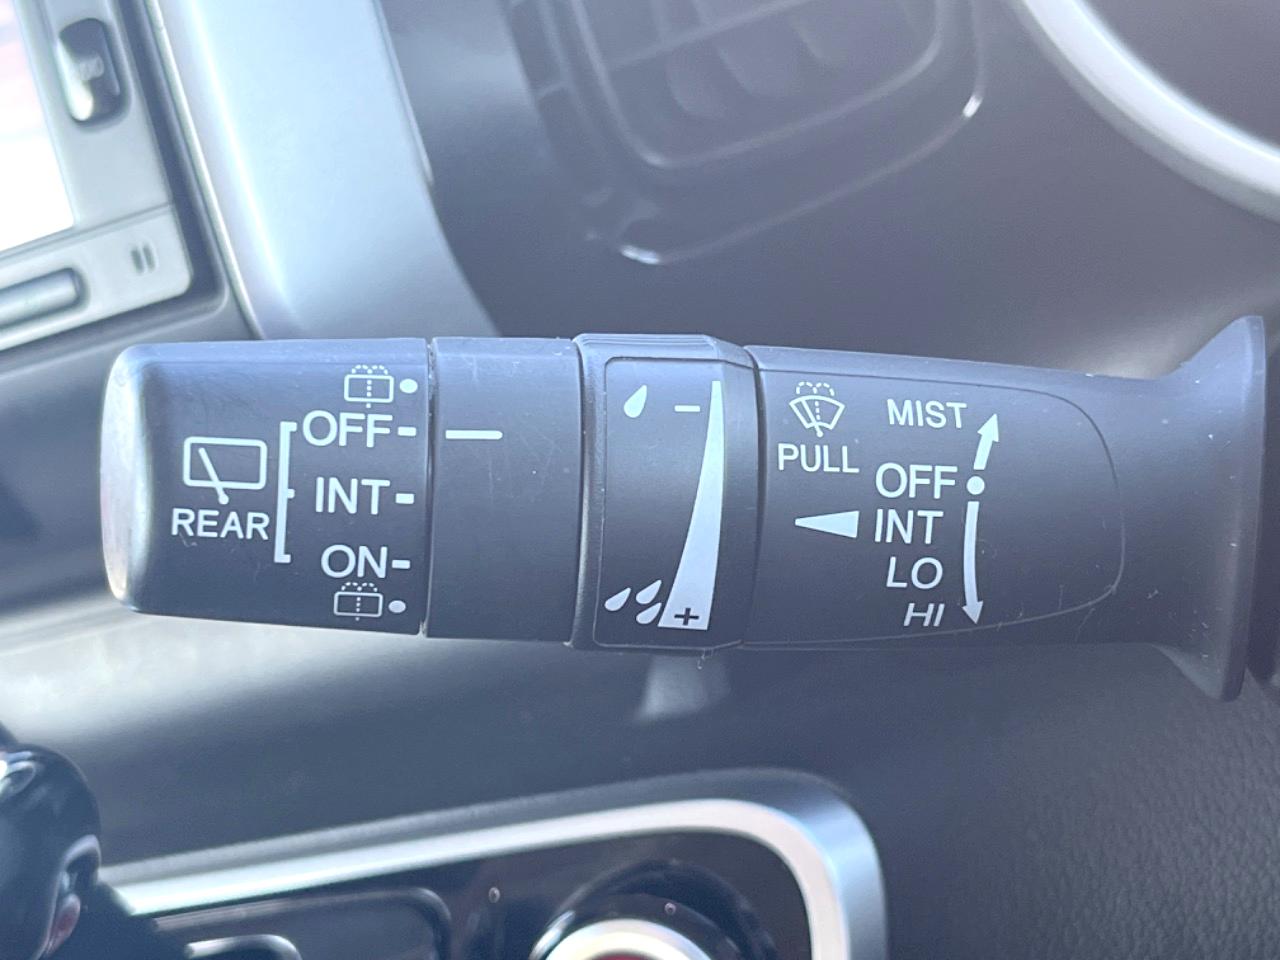 OFF
INT
REAR
ON
−
+
MIST
PULL
OFF
INT
LO
HI